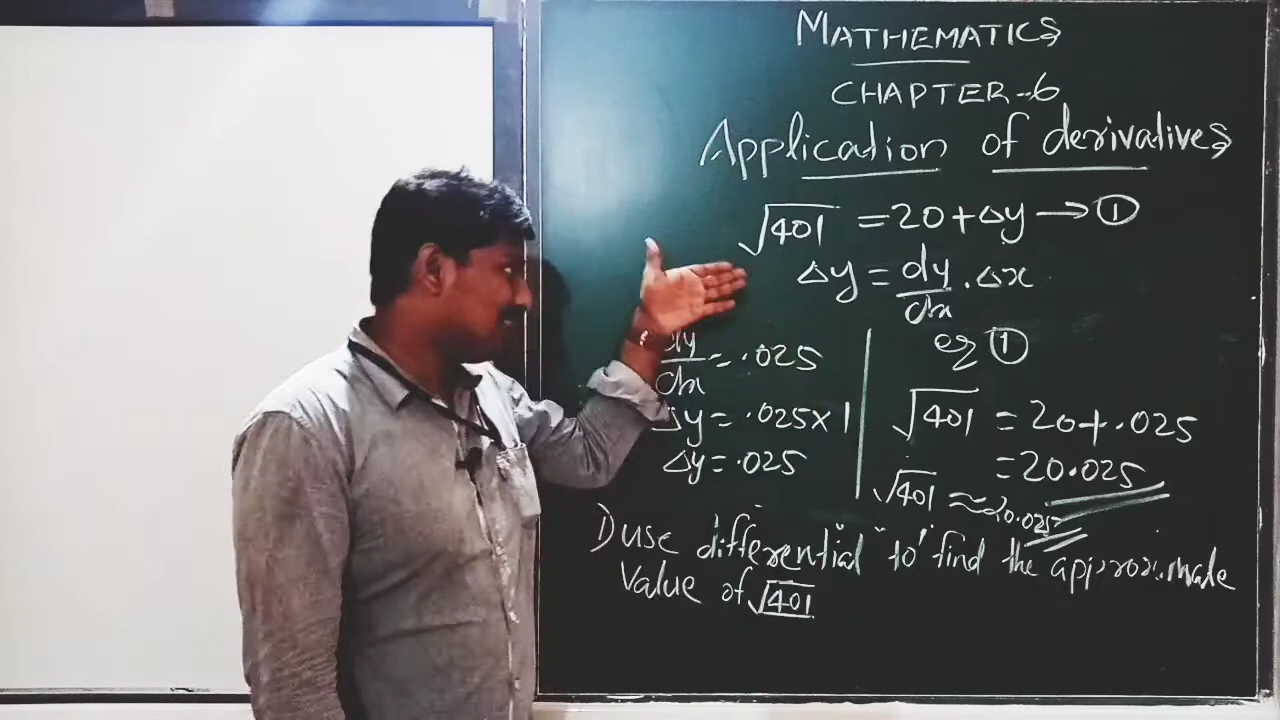 MATHEMATICS
CHAPTER-6
Application of derivatives
√401 = 20+Δy → ①
Δy = dy/dx . Δx
dy/dx = .025
Δy = .025x1
Δy = .025
eq ①
√401 = 20+.025
= 20.025
√401 ≈ 20.025
) use "differential" to find the approximate
Value of √401